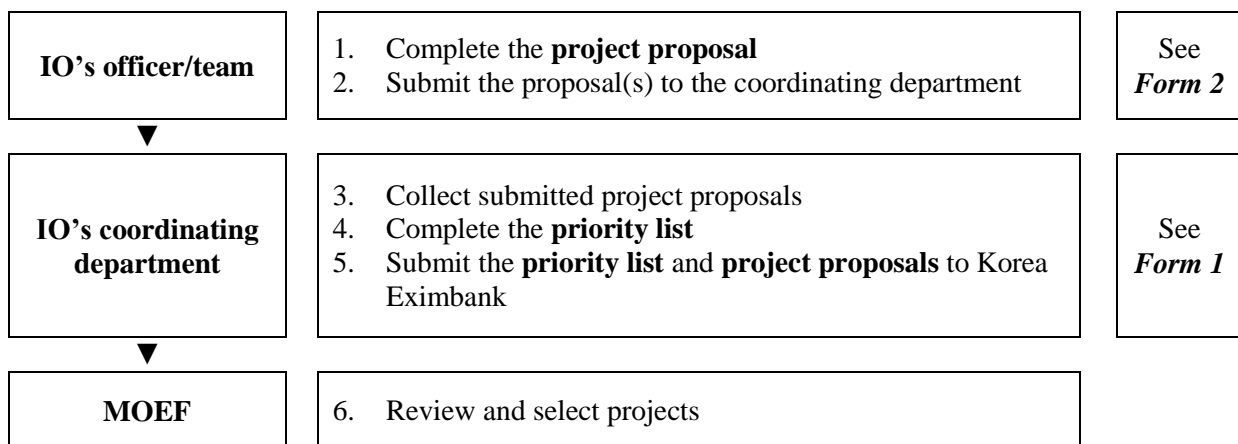 IO's officer/team
1. Complete the project proposal
2. Submit the proposal(s) to the coordinating department
See
Form 2
▼
IO's coordinating
department
3. Collect submitted project proposals
4. Complete the priority list
5. Submit the priority list and project proposals to Korea
Eximbank
See
Form 1
▼
MOEF
6. Review and select projects